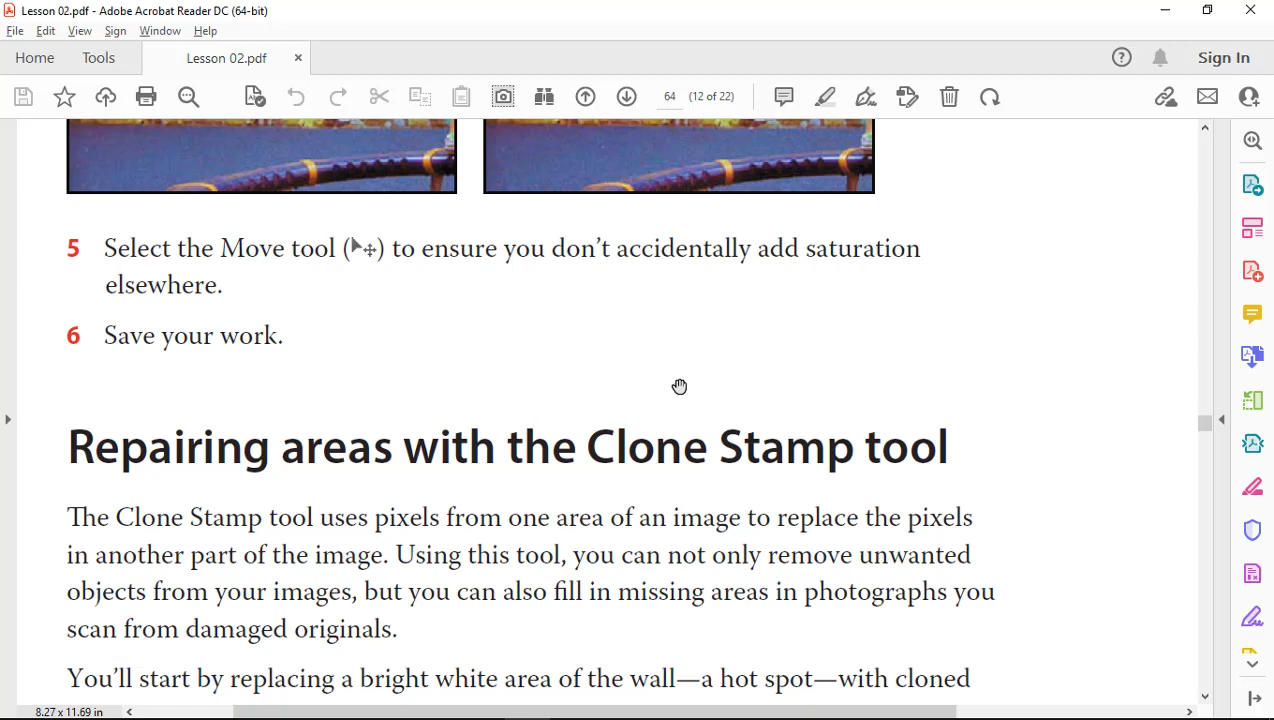 Lesson 02.pdf - Adobe Acrobat Reader DC (64-bit)
File Edit View Sign Window Help
Home Tools Lesson 02.pdf × Sign In
64 (12 of 22)
5 Select the Move tool ( ) to ensure you don’t accidentally add saturation
elsewhere.
6 Save your work.
Repairing areas with the Clone Stamp tool
The Clone Stamp tool uses pixels from one area of an image to replace the pixels
in another part of the image. Using this tool, you can not only remove unwanted
objects from your images, but you can also fill in missing areas in photographs you
scan from damaged originals.
You’ll start by replacing a bright white area of the wall—a hot spot—with cloned
8.27 x 11.69 in